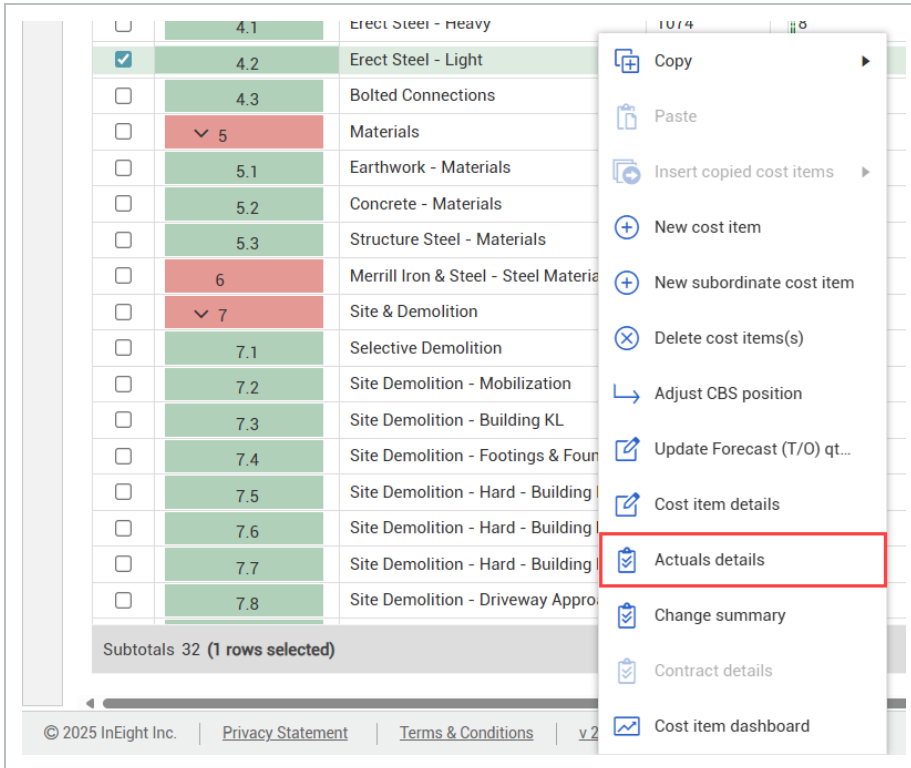 4.1 Erect Steel - Heavy 1074 8
4.2 Erect Steel - Light
4.3 Bolted Connections
5 Materials
5.1 Earthwork - Materials
5.2 Concrete - Materials
5.3 Structure Steel - Materials
6 Merrill Iron & Steel - Steel Materia
7 Site & Demolition
7.1 Selective Demolition
7.2 Site Demolition - Mobilization
7.3 Site Demolition - Building KL
7.4 Site Demolition - Footings & Foun
7.5 Site Demolition - Hard - Building
7.6 Site Demolition - Hard - Building
7.7 Site Demolition - Hard - Building
7.8 Site Demolition - Driveway Appro
Subtotals 32 (1 rows selected)
© 2025 InEight Inc. Privacy Statement Terms & Conditions v 2
Copy
Paste
Insert copied cost items
New cost item
New subordinate cost item
Delete cost items(s)
Adjust CBS position
Update Forecast (T/O) qt...
Cost item details
Actuals details
Change summary
Contract details
Cost item dashboard